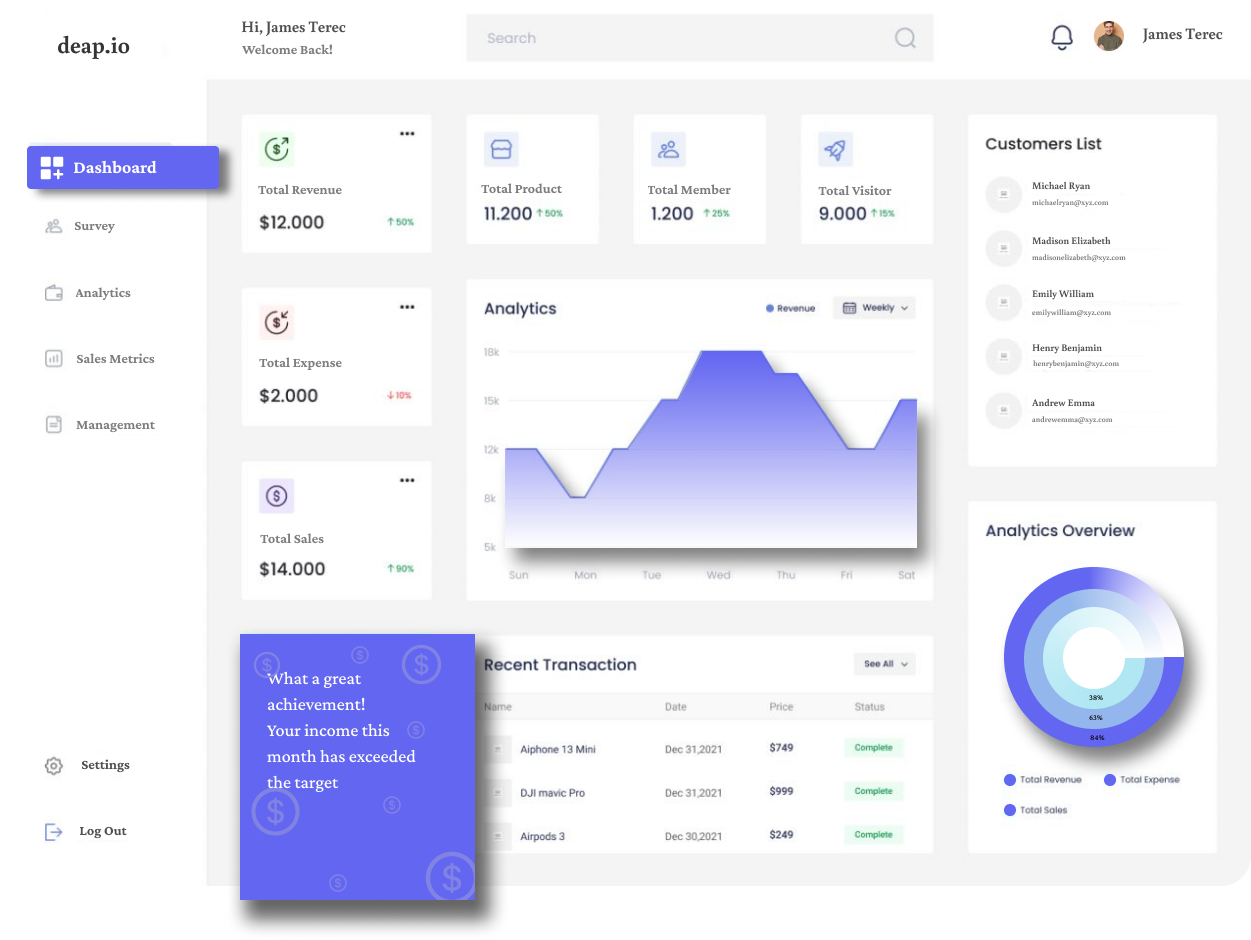 deap.io
Hi, James Terec
Welcome Back!
Search
James Terec
Dashboard
Survey
Analytics
Sales Metrics
Management
Settings
Log Out
Total Revenue
$12.000
↑ 50%
Total Expense
$2.000
↓ 10%
Total Sales
$14.000
↑ 90%
Total Product
11.200 ↑ 50%
Total Member
1.200 ↑ 25%
Total Visitor
9.000 ↑ 15%
Analytics
Revenue
Weekly
18k
15k
12k
8k
5k
Sun Mon Tue Wed Thu Fri Sat
What a great
achievement!
Your income this
month has exceeded
the target
Recent Transaction
See All
Name Date Price Status
Aiphone 13 Mini Dec 31,2021 $749 Complete
DJI mavic Pro Dec 31,2021 $999 Complete
Airpods 3 Dec 30,2021 $249 Complete
Customers List
Michael Ryan
michaelryan@xyz.com
Madison Elizabeth
madisonelizabeth@xyz.com
Emily William
emilywilliam@xyz.com
Henry Benjamin
henrybenjamin@xyz.com
Andrew Emma
andrewemma@xyz.com
Analytics Overview
38%
63%
84%
Total Revenue Total Expense
Total Sales